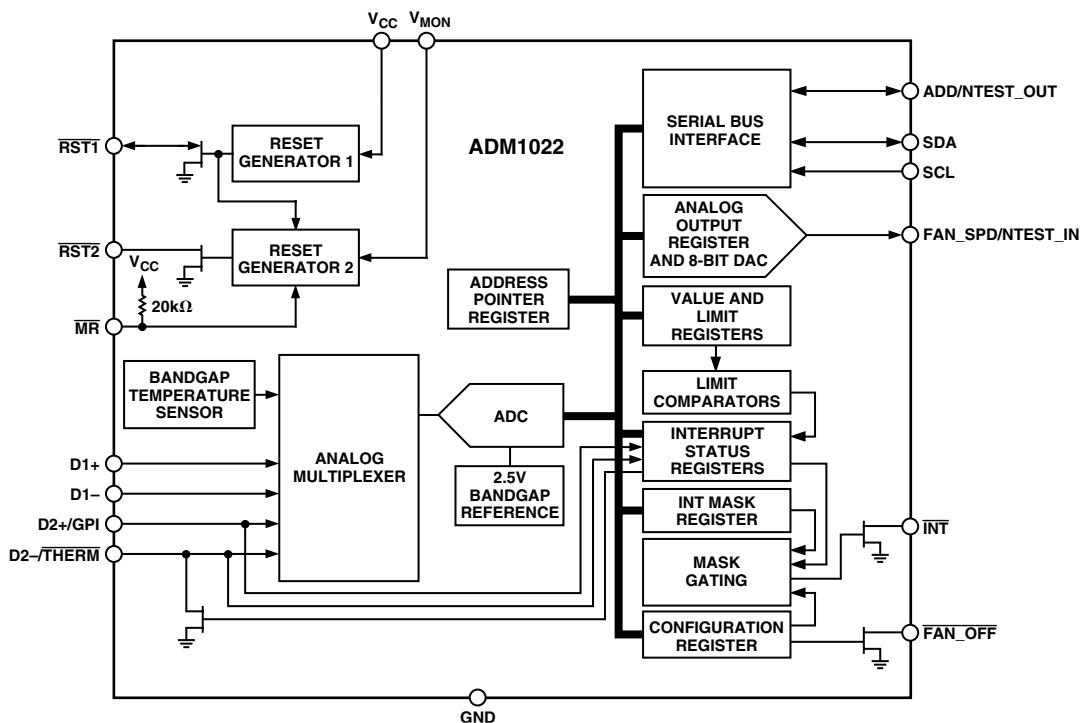 VCC
VMON
RST1
RESET
GENERATOR 1
ADM1022
SERIAL BUS
INTERFACE
ADD/NTEST_OUT
SDA
SCL
RST2
VCC
20kΩ
MR
RESET
GENERATOR 2
ANALOG
OUTPUT
REGISTER
AND 8-BIT DAC
FAN_SPD/NTEST_IN
ADDRESS
POINTER
REGISTER
VALUE AND
LIMIT
REGISTERS
BANDGAP
TEMPERATURE
SENSOR
ANALOG
MULTIPLEXER
ADC
2.5V
BANDGAP
REFERENCE
LIMIT
COMPARATORS
INTERRUPT
STATUS
REGISTERS
D1+
D1–
D2+/GPI
D2–/THERM
INT MASK
REGISTER
MASK
GATING
INT
CONFIGURATION
REGISTER
FAN_OFF
GND